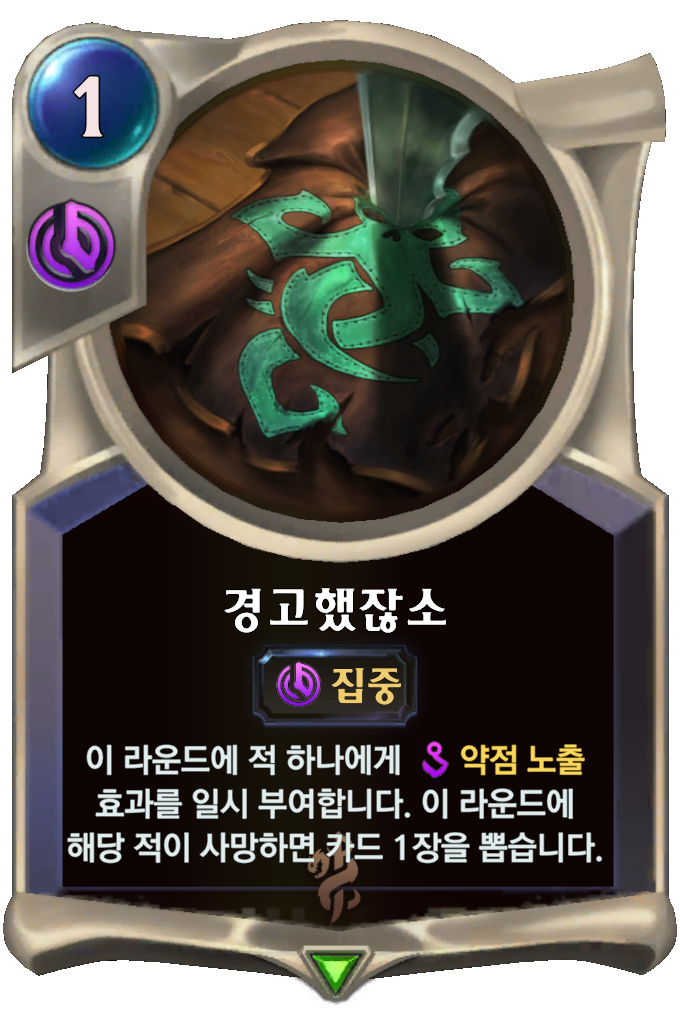 1
경고했잖소
집중
이 라운드에 적 하나에게 약점 노출
효과를 일시 부여합니다. 이 라운드에
해당 적이 사망하면 카드 1장을 뽑습니다.